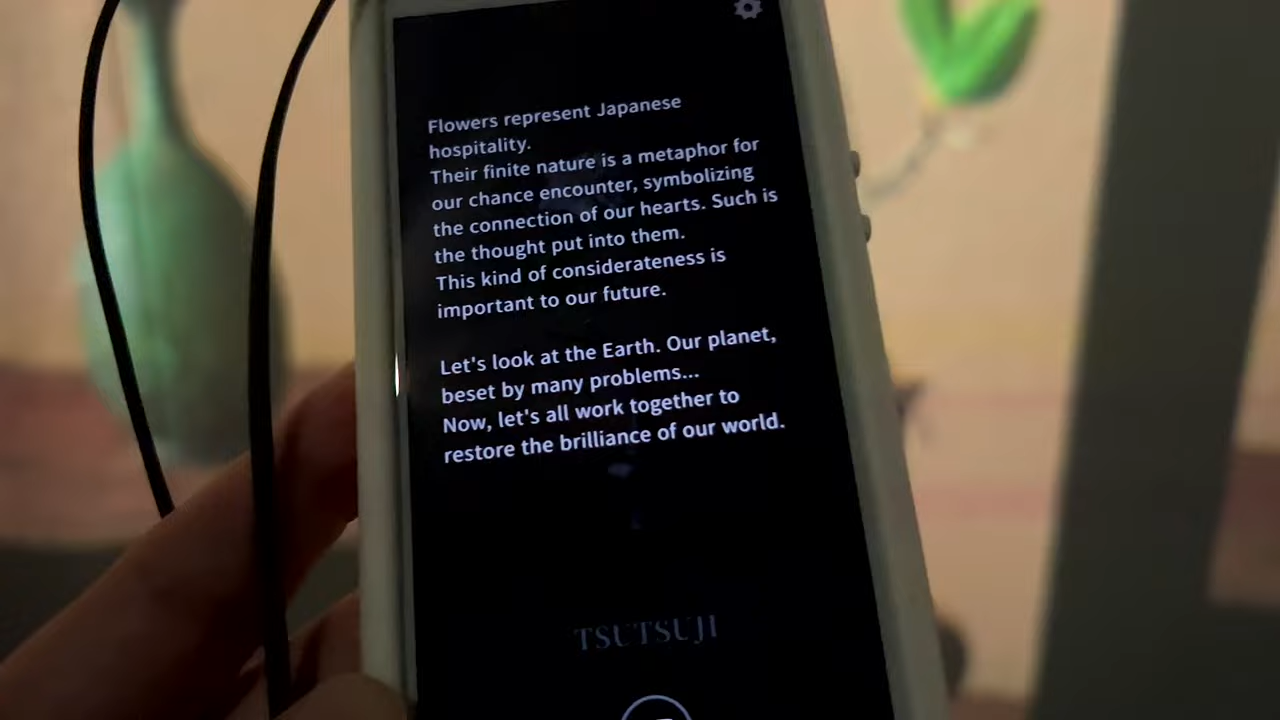 Flowers represent Japanese
hospitality.
Their finite nature is a metaphor for
our chance encounter, symbolizing
the connection of our hearts. Such is
the thought put into them.
This kind of considerateness is
important to our future.
Let's look at the Earth. Our planet,
beset by many problems...
Now, let's all work together to
restore the brilliance of our world.
TSUTSUJI